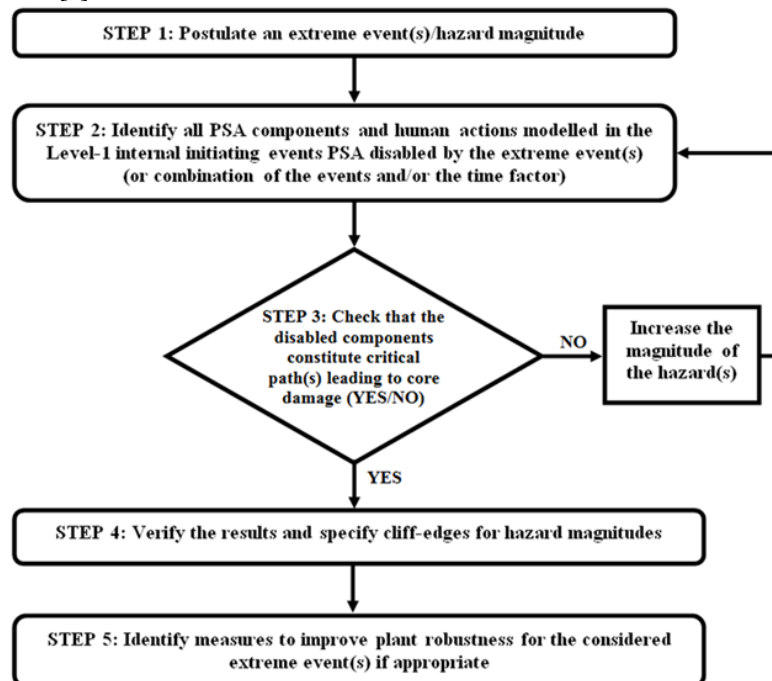 STEP 1: Postulate an extreme event(s)/hazard magnitude
STEP 2: Identify all PSA components and human actions modelled in the
Level-1 internal initiating events PSA disabled by the extreme event(s)
(or combination of the events and/or the time factor)
STEP 3: Check that the
disabled components
constitute critical
path(s) leading to core
damage (YES/NO)
NO
Increase the
magnitude of
the hazard(s)
YES
STEP 4: Verify the results and specify cliff-edges for hazard magnitudes
STEP 5: Identify measures to improve plant robustness for the considered
extreme event(s) if appropriate